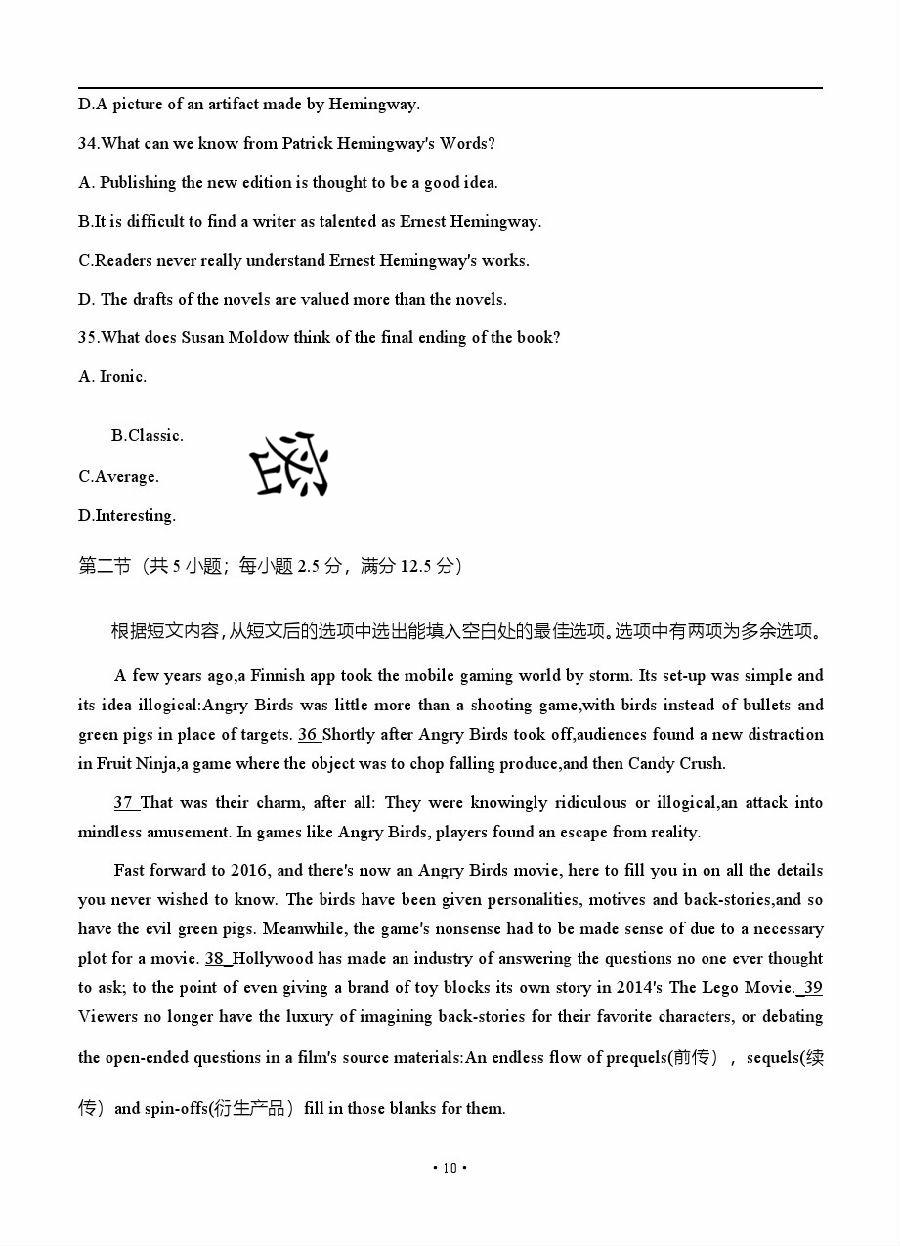 D.A picture of an artifact made by Hemingway.
34.What can we know from Patrick Hemingway's Words?
A. Publishing the new edition is thought to be a good idea.
B.It is difficult to find a writer as talented as Ernest Hemingway.
C.Readers never really understand Ernest Hemingway's works.
D. The drafts of the novels are valued more than the novels.
35.What does Susan Moldow think of the final ending of the book?
A. Ironic.
B.Classic.
C.Average.
D.Interesting.
第二节（共 5 小题；每小题 2.5 分，满分 12.5 分）
根据短文内容，从短文后的选项中选出能填入空白处的最佳选项。选项中有两项为多余选项。
A few years ago,a Finnish app took the mobile gaming world by storm. Its set-up was simple and
its idea illogical:Angry Birds was little more than a shooting game,with birds instead of bullets and
green pigs in place of targets. 36 Shortly after Angry Birds took off,audiences found a new distraction
in Fruit Ninja,a game where the object was to chop falling produce,and then Candy Crush.
37 That was their charm, after all: They were knowingly ridiculous or illogical,an attack into
mindless amusement. In games like Angry Birds, players found an escape from reality.
Fast forward to 2016, and there's now an Angry Birds movie, here to fill you in on all the details
you never wished to know. The birds have been given personalities, motives and back-stories,and so
have the evil green pigs. Meanwhile, the game's nonsense had to be made sense of due to a necessary
plot for a movie. 38 Hollywood has made an industry of answering the questions no one ever thought
to ask; to the point of even giving a brand of toy blocks its own story in 2014's The Lego Movie. 39
Viewers no longer have the luxury of imagining back-stories for their favorite characters, or debating
the open-ended questions in a film's source materials:An endless flow of prequels(前传），sequels(续
传）and spin-offs(衍生产品）fill in those blanks for them.
• 10 •